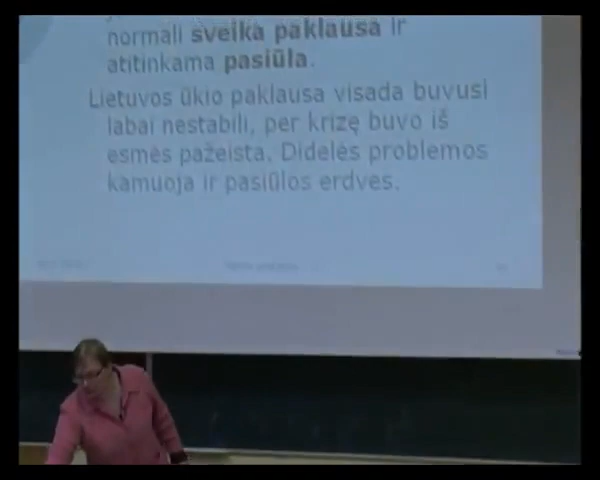 normali sveika paklausa ir
atitinkama pasiūla.
Lietuvos ūkio paklausa visada buvusi
labai nestabili, per krizę buvo iš
esmės pažeista. Didelės problemos
kamuoja ir pasiūlos erdves.